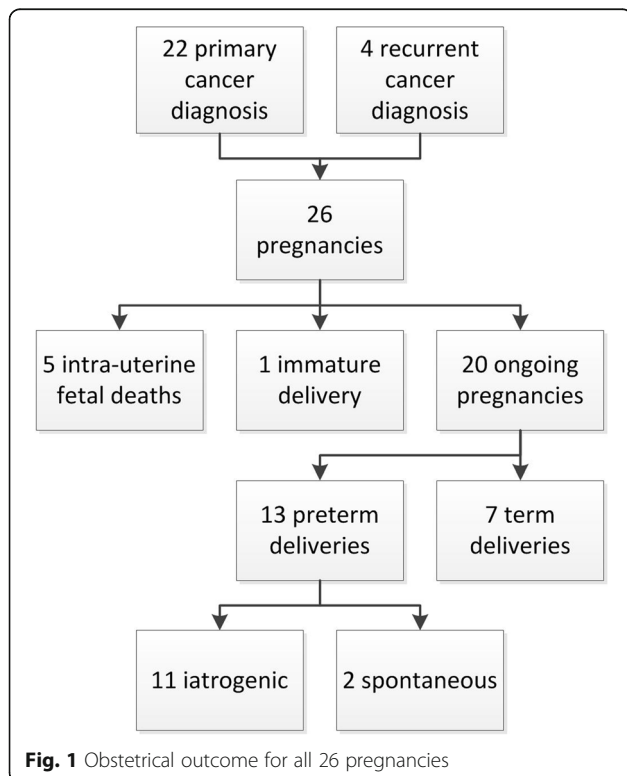 22 primary
cancer
diagnosis
4 recurrent
cancer
diagnosis
26
pregnancies
5 intra-uterine
fetal deaths
1 immature
delivery
20 ongoing
pregnancies
13 preterm
deliveries
7 term
deliveries
11 iatrogenic
2 spontaneous
Fig. 1 Obstetrical outcome for all 26 pregnancies